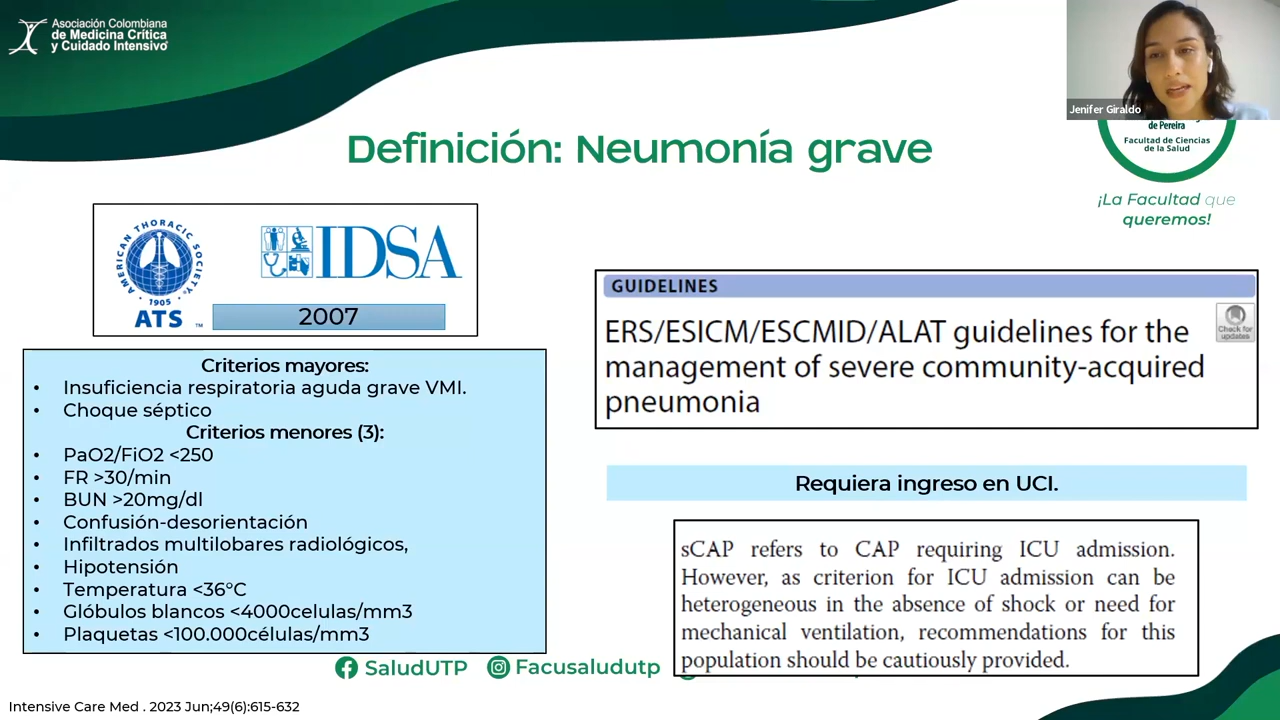 Asociación Colombiana
de Medicina Crítica
y Cuidado Intensivo
Jenifer Giraldo
de Pereira
Facultad de Ciencias
de la Salud
¡La Facultad que
queremos!
Definición: Neumonía grave
AMERICAN THORACIC SOCIETY
1905
ATS
™
IDSA
2007
Criterios mayores:
• Insuficiencia respiratoria aguda grave VMI.
• Choque séptico
Criterios menores (3):
• PaO2/FiO2 <250
• FR >30/min
• BUN >20mg/dl
• Confusión-desorientación
• Infiltrados multilobares radiológicos,
• Hipotensión
• Temperatura <36°C
• Glóbulos blancos <4000celulas/mm3
• Plaquetas <100.000células/mm3
GUIDELINES
ERS/ESICM/ESCMID/ALAT guidelines for the
management of severe community-acquired
pneumonia
Check for
updates
Requiera ingreso en UCI.
sCAP refers to CAP requiring ICU admission.
However, as criterion for ICU admission can be
heterogeneous in the absence of shock or need for
mechanical ventilation, recommendations for this
population should be cautiously provided.
SaludUTP Facusaludutp
Intensive Care Med . 2023 Jun;49(6):615-632